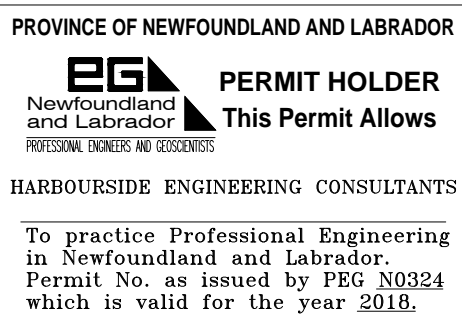 PROVINCE OF NEWFOUNDLAND AND LABRADOR
PEG
Newfoundland
and Labrador
PROFESSIONAL ENGINEERS AND GEOSCIENTISTS
PERMIT HOLDER
This Permit Allows
HARBOURSIDE ENGINEERING CONSULTANTS
To practice Professional Engineering
in Newfoundland and Labrador.
Permit No. as issued by PEG N0324
which is valid for the year 2018.